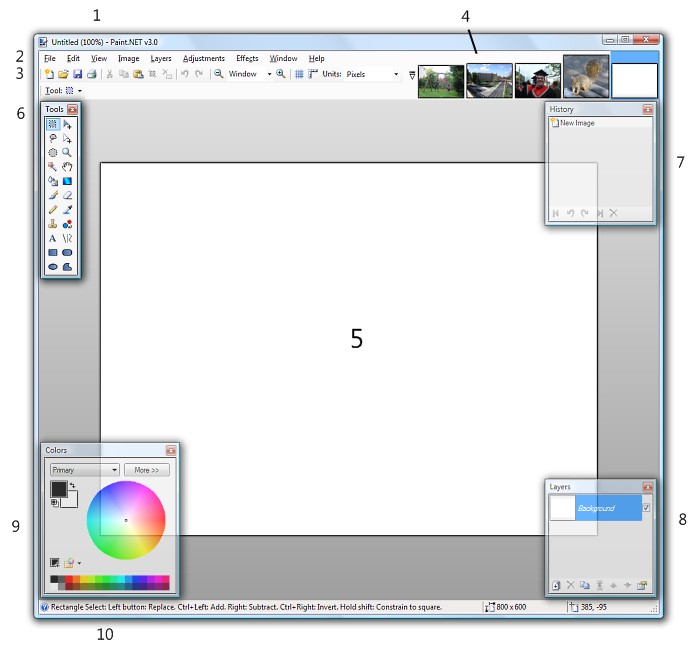 1
4
Untitled (100%) - Paint.NET v3.0
2
File Edit View Image Layers Adjustments Effects Window Help
3
Window Units: Pixels
Tool:
6
Tools
History
New Image
7
A
5
Colors
Primary More >>
Layers
Background
8
9
Rectangle Select: Left button: Replace. Ctrl+Left: Add. Right: Subtract. Ctrl+Right: Invert. Hold shift: Constrain to square. 800 x 600 385, -95
10